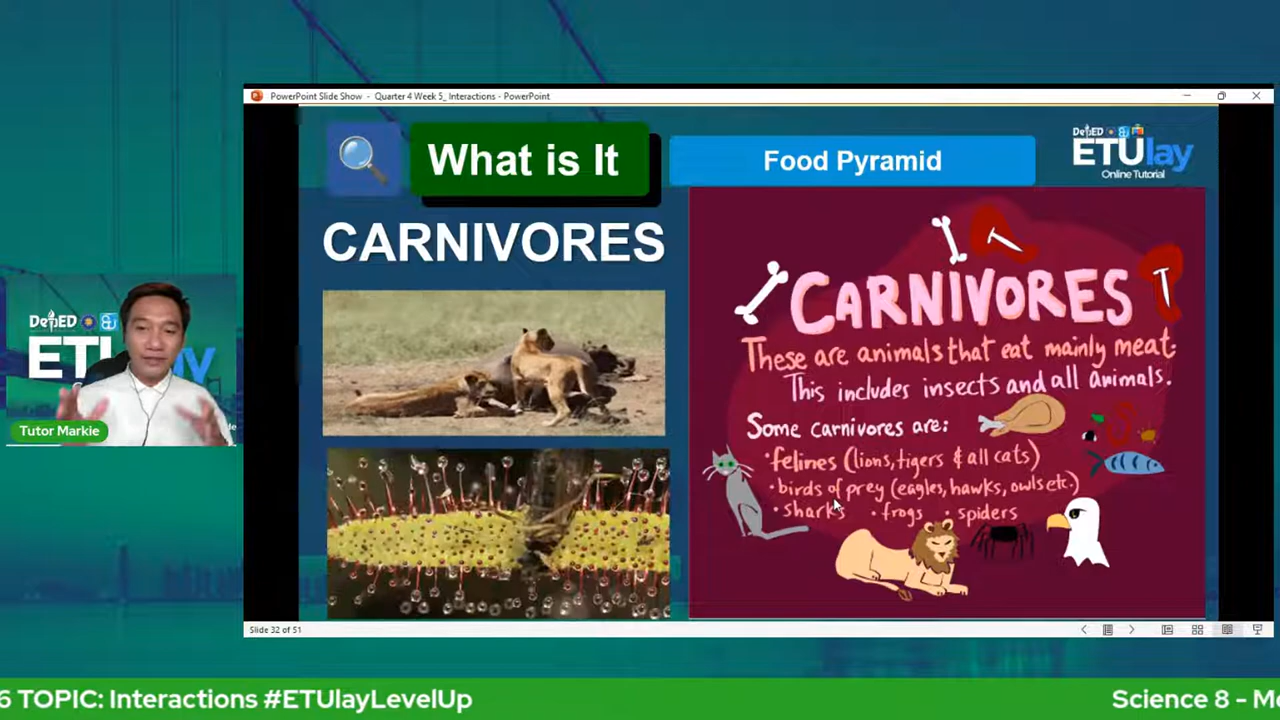 PowerPoint Slide Show - Quarter 4 Week 5_ Interactions - PowerPoint
What is It
Food Pyramid
DepED
ETUlay
Online Tutorial
CARNIVORES
CARNIVORES
These are animals that eat mainly meat.
This includes insects and all animals.
Some carnivores are:
• felines (lions, tigers & all cats)
• birds of prey (eagles, hawks, owls etc.)
• sharks • frogs • spiders
DepED
ETU lay
Tutor Markie
Slide 32 of 51
6 TOPIC: Interactions #ETUlayLevelUp
Science 8 - Mo